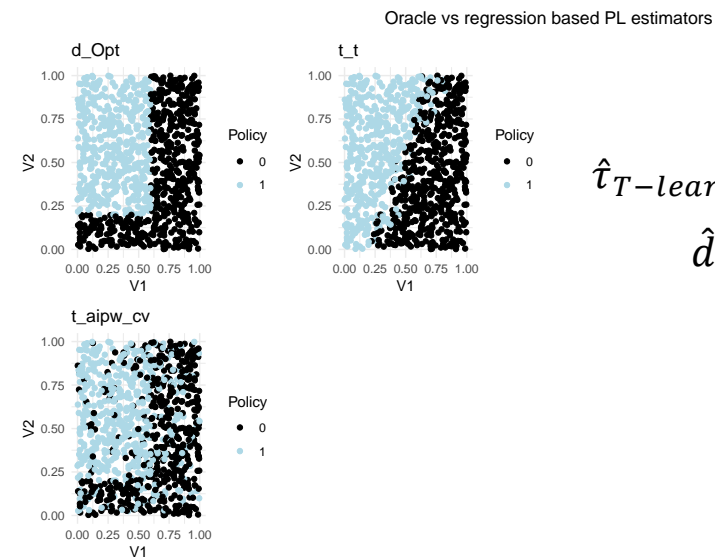 Oracle vs regression based PL estimators
d_Opt
1.00
0.75
0.50
0.25
0.00
V2
0.00 0.25 0.50 0.75 1.00
V1
Policy
0
1
t_t
1.00
0.75
0.50
0.25
0.00
V2
0.00 0.25 0.50 0.75 1.00
V1
Policy
0
1
τ̂_{T-lear
d̂
t_aipw_cv
1.00
0.75
0.50
0.25
0.00
V2
0.00 0.25 0.50 0.75 1.00
V1
Policy
0
1